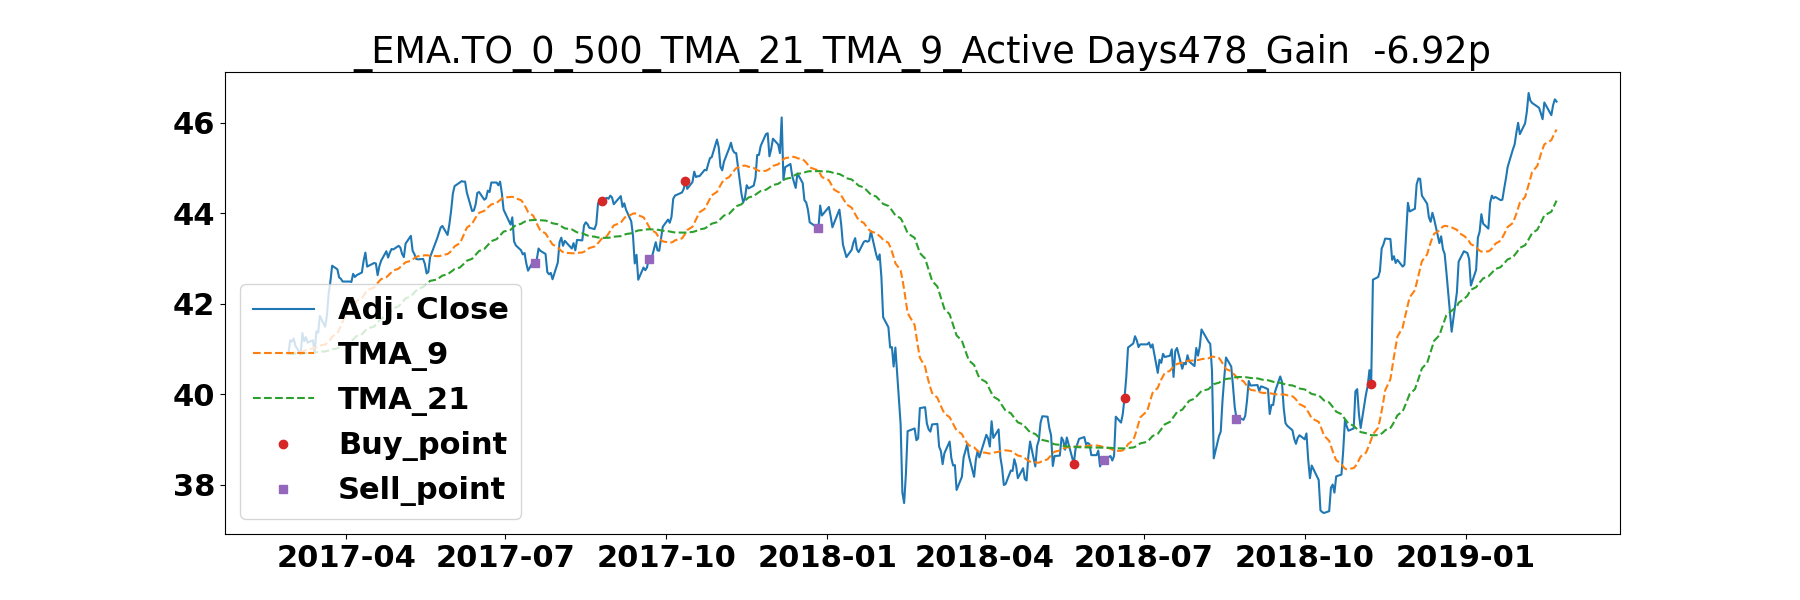 _EMA.TO_0_500_TMA_21_TMA_9_Active Days478_Gain  -6.92p
46
44
42
40
38
Adj. Close
TMA_9
TMA_21
Buy_point
Sell_point
2017-04 2017-07 2017-10 2018-01 2018-04 2018-07 2018-10 2019-01